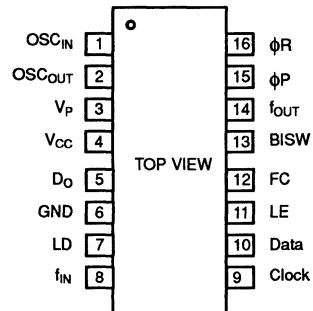 OSC_IN 1 16 ϕR
OSC_OUT 2 15 ϕP
V_P 3 14 f_OUT
V_CC 4 13 BISW
TOP VIEW
D_O 5 12 FC
GND 6 11 LE
LD 7 10 Data
f_IN 8 9 Clock